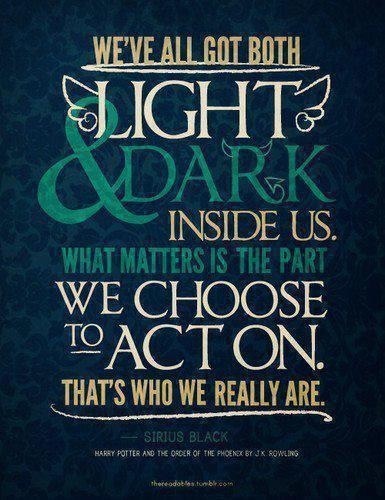 WE'VE ALL GOT BOTH
LIGHT
& DARK
INSIDE US.
WHAT MATTERS IS THE PART
WE CHOOSE
TO ACT ON.
THAT'S WHO WE REALLY ARE.
— SIRIUS BLACK
HARRY POTTER AND THE ORDER OF THE PHOENIX BY J.K. ROWLING
thereadables.tumblr.com